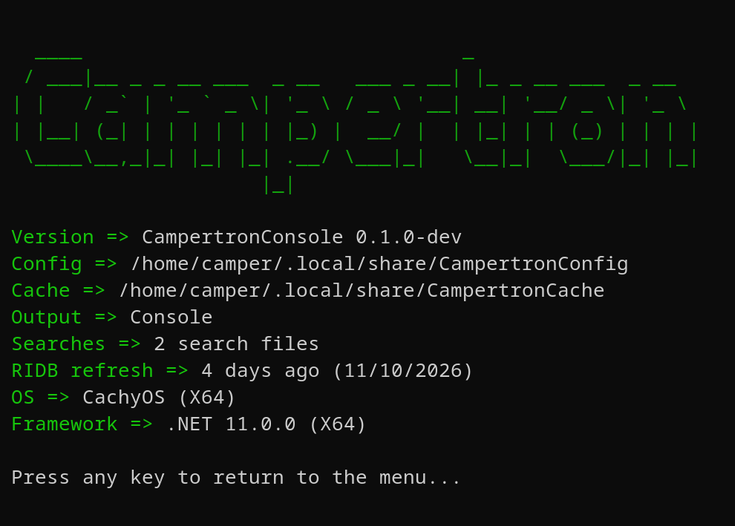 Campertron
Version => CampertronConsole 0.1.0-dev
Config => /home/camper/.local/share/CampertronConfig
Cache => /home/camper/.local/share/CampertronCache
Output => Console
Searches => 2 search files
RIDB refresh => 4 days ago (11/10/2026)
OS => CachyOS (X64)
Framework => .NET 11.0.0 (X64)
Press any key to return to the menu...